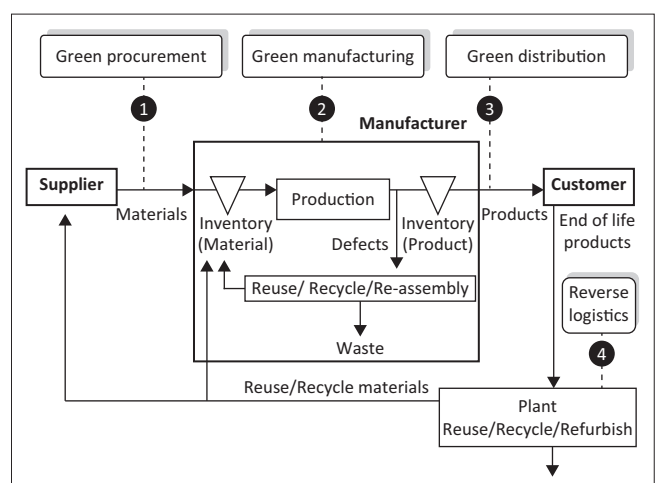 Green procurement
Green manufacturing
Green distribution
1
2
3
Manufacturer
Supplier
Customer
Materials
Inventory
(Material)
Production
Defects
Inventory
(Product)
Products
End of life
products
Reuse/ Recycle/Re-assembly
Waste
Reverse
logistics
4
Reuse/Recycle materials
Plant
Reuse/Recycle/Refurbish